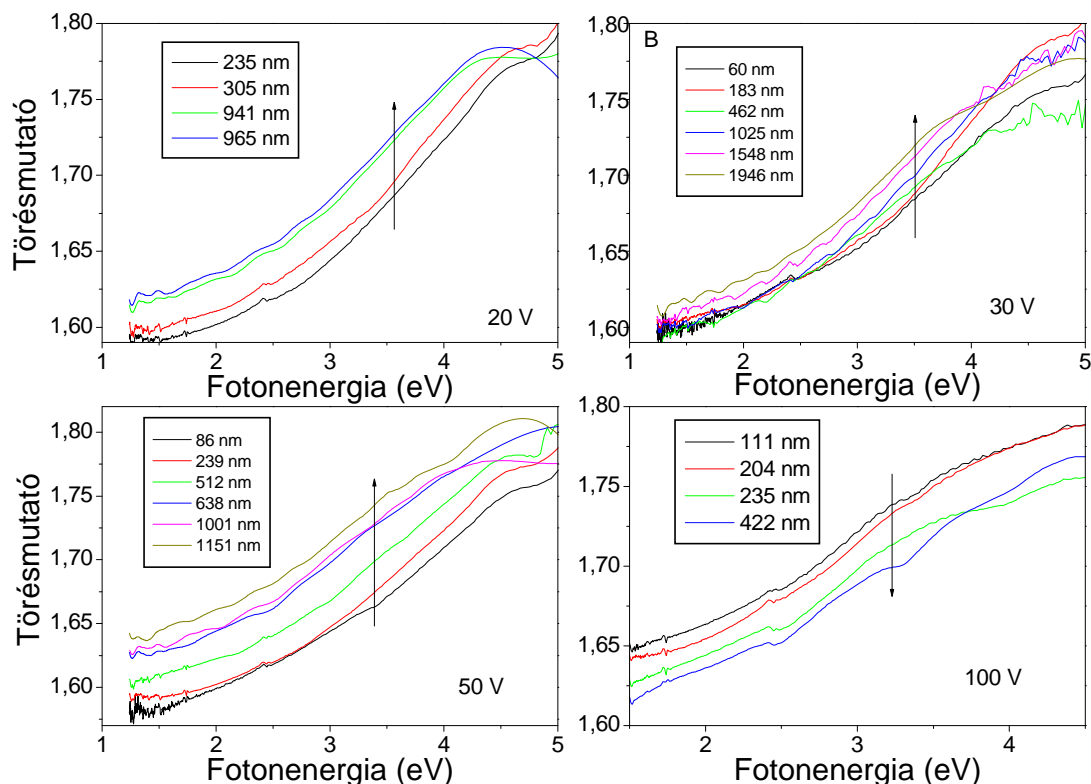 1,80
1,75
1,70
1,65
1,60
Törésmutató
235 nm
305 nm
941 nm
965 nm
20 V
1 2 3 4 5
Fotonenergia (eV)
B
1,80
1,75
1,70
1,65
1,60
60 nm
183 nm
462 nm
1025 nm
1548 nm
1946 nm
30 V
1 2 3 4 5
Fotonenergia (eV)
1,80
1,75
1,70
1,65
1,60
Törésmutató
86 nm
239 nm
512 nm
638 nm
1001 nm
1151 nm
50 V
1 2 3 4 5
Fotonenergia (eV)
1,80
1,75
1,70
1,65
1,60
111 nm
204 nm
235 nm
422 nm
100 V
2 3 4
Fotonenergia (eV)